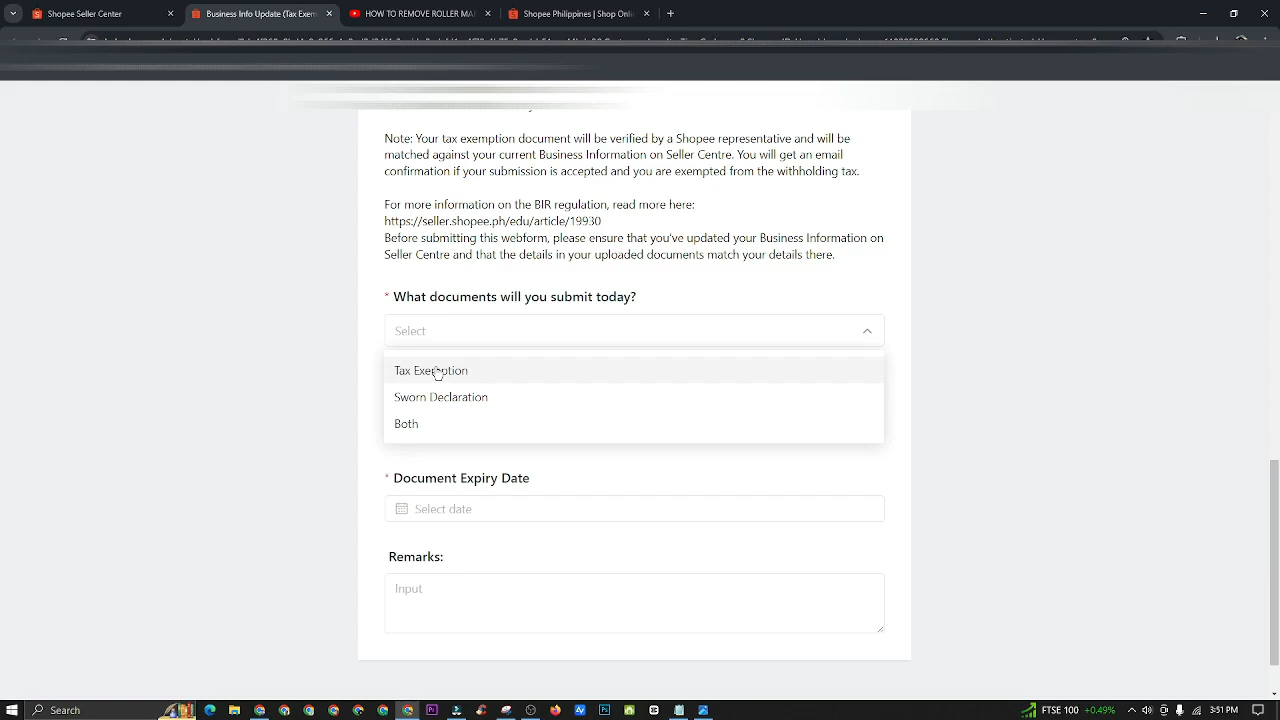 Shopee Seller Center
Business Info Update (Tax Exem
HOW TO REMOVE ROLLER MA
Shopee Philippines | Shop Onli
Note: Your tax exemption document will be verified by a Shopee representative and will be
matched against your current Business Information on Seller Centre. You will get an email
confirmation if your submission is accepted and you are exempted from the withholding tax.
For more information on the BIR regulation, read more here:
https://seller.shopee.ph/edu/article/19930
Before submitting this webform, please ensure that you've updated your Business Information on
Seller Centre and that the details in your uploaded documents match your details there.
* What documents will you submit today?
Select
Tax Exemption
Sworn Declaration
Both
* Document Expiry Date
Select date
Remarks:
Input
Search
FTSE 100 +0.49%
3:51 PM